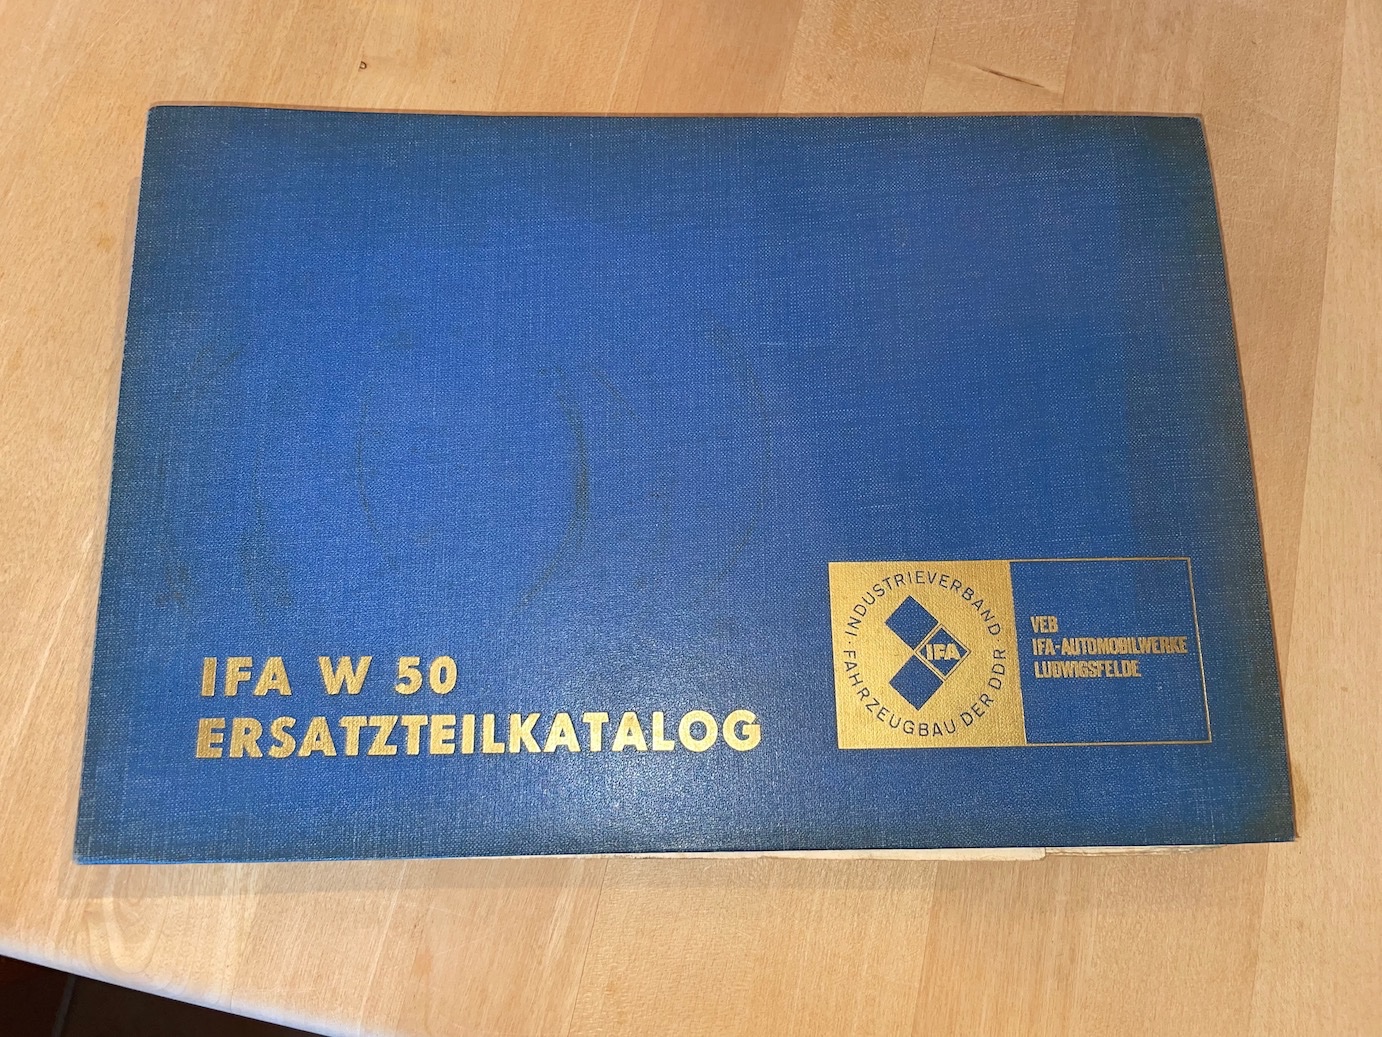 IFA W 50
ERSATZTEILKATALOG
· INDUSTRIEVERBAND ·
FAHRZEUGBAU DER DDR
IFA
VEB
IFA-AUTOMOBILWERKE
LUDWIGSFELDE